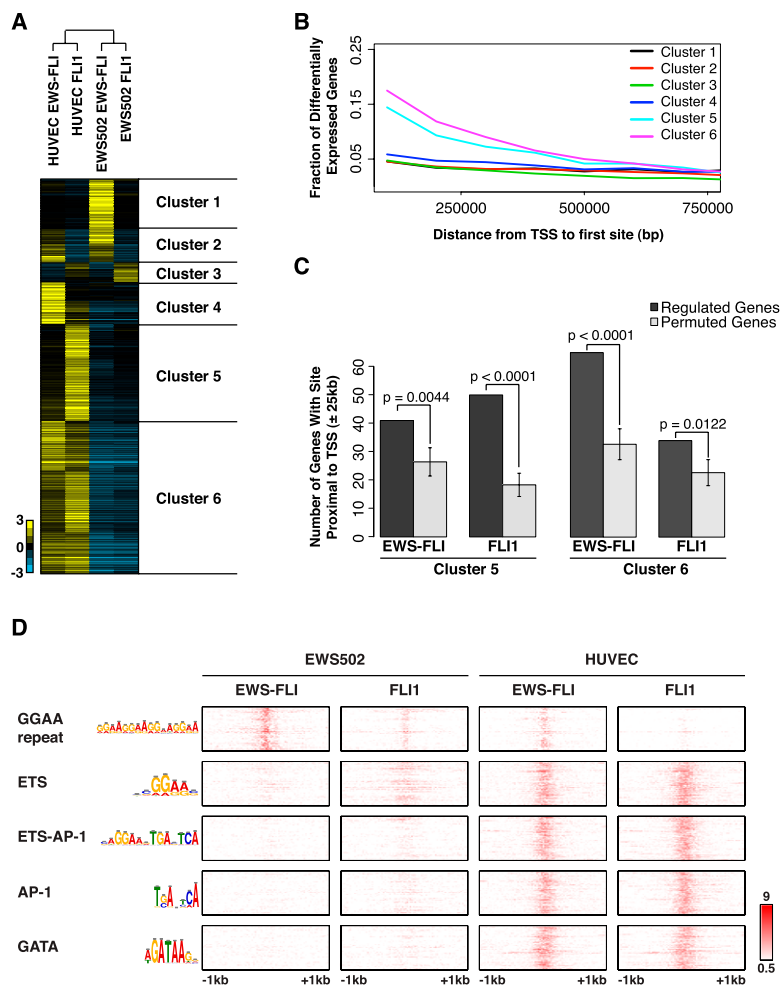 A
HUVEC EWS-FLI
HUVEC FLI1
EWS502 EWS-FLI
EWS502 FLI1
Cluster 1
Cluster 2
Cluster 3
Cluster 4
Cluster 5
Cluster 6
3
0
-3
B
Fraction of Differentially
Expressed Genes
0.25
0.15
0.05
Cluster 1
Cluster 2
Cluster 3
Cluster 4
Cluster 5
Cluster 6
250000 500000 750000
Distance from TSS to first site (bp)
C
Regulated Genes
Permuted Genes
Number of Genes With Site
Proximal to TSS (± 25kb)
60
50
40
30
20
10
0
p = 0.0044
p < 0.0001
p < 0.0001
p = 0.0122
EWS-FLI FLI1 EWS-FLI FLI1
Cluster 5 Cluster 6
D
EWS502 HUVEC
EWS-FLI FLI1 EWS-FLI FLI1
GGAA
repeat
ETS
ETS-AP-1
AP-1
GATA
-1kb +1kb -1kb +1kb -1kb +1kb -1kb +1kb
9
0.5